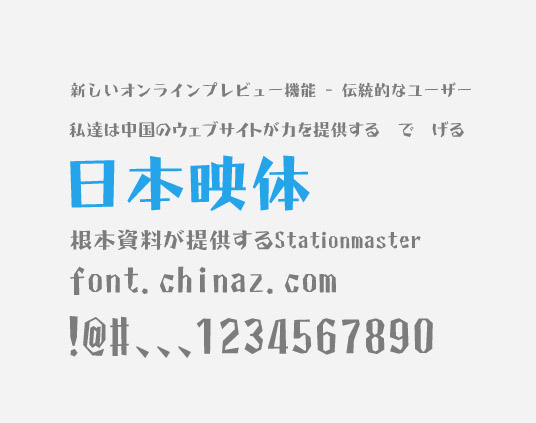 新しいオンラインプレビュー機能 - 伝統的なユーザー
私達は中国のウェブサイトが力を提供する　で　げる
日本映体
根本資料が提供するStationmaster
font.chinaz.com
!@#、、、1234567890